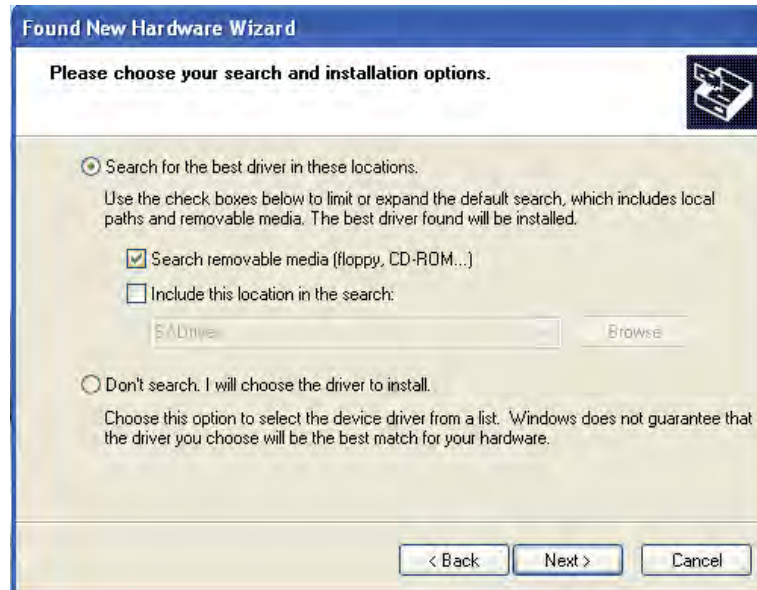 Found New Hardware Wizard
Please choose your search and installation options.
Search for the best driver in these locations.
Use the check boxes below to limit or expand the default search, which includes local
paths and removable media. The best driver found will be installed.
Search removable media (floppy, CD-ROM...)
Include this location in the search:
Browse
Don't search. I will choose the driver to install.
Choose this option to select the device driver from a list. Windows does not guarantee that
the driver you choose will be the best match for your hardware.
< Back Next > Cancel